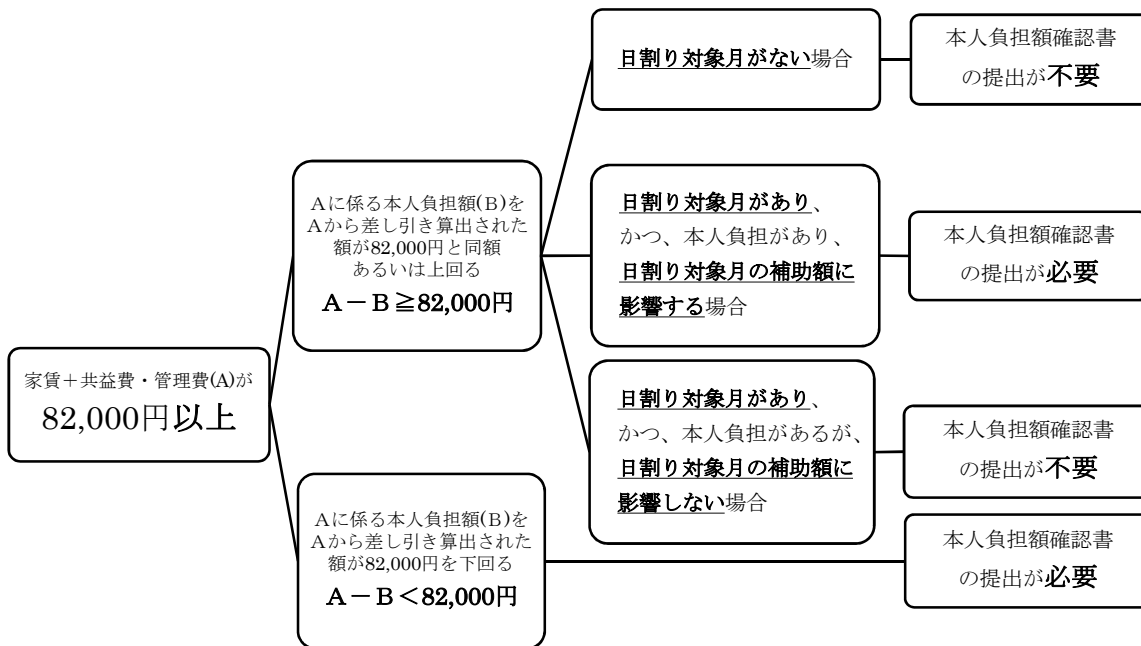 家賃＋共益費・管理費(A)が
82,000円以上
Ａに係る本人負担額(Ｂ)を
Ａから差し引き算出された
額が82,000円と同額
あるいは上回る
Ａ－Ｂ≧82,000円
日割り対象月がない場合
本人負担額確認書
の提出が不要
日割り対象月があり、
かつ、本人負担があり、
日割り対象月の補助額に
影響する場合
本人負担額確認書
の提出が必要
日割り対象月があり、
かつ、本人負担があるが、
日割り対象月の補助額に
影響しない場合
本人負担額確認書
の提出が不要
Ａに係る本人負担額(Ｂ)を
Ａから差し引き算出された
額が82,000円を下回る
Ａ－Ｂ＜82,000円
本人負担額確認書
の提出が必要